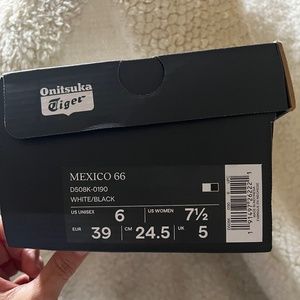 Onitsuka
Tiger
MEXICO 66
D508K-0190
WHITE/BLACK
US UNISEX 6 US WOMEN 7½
EUR 39 CM 24.5 UK 5